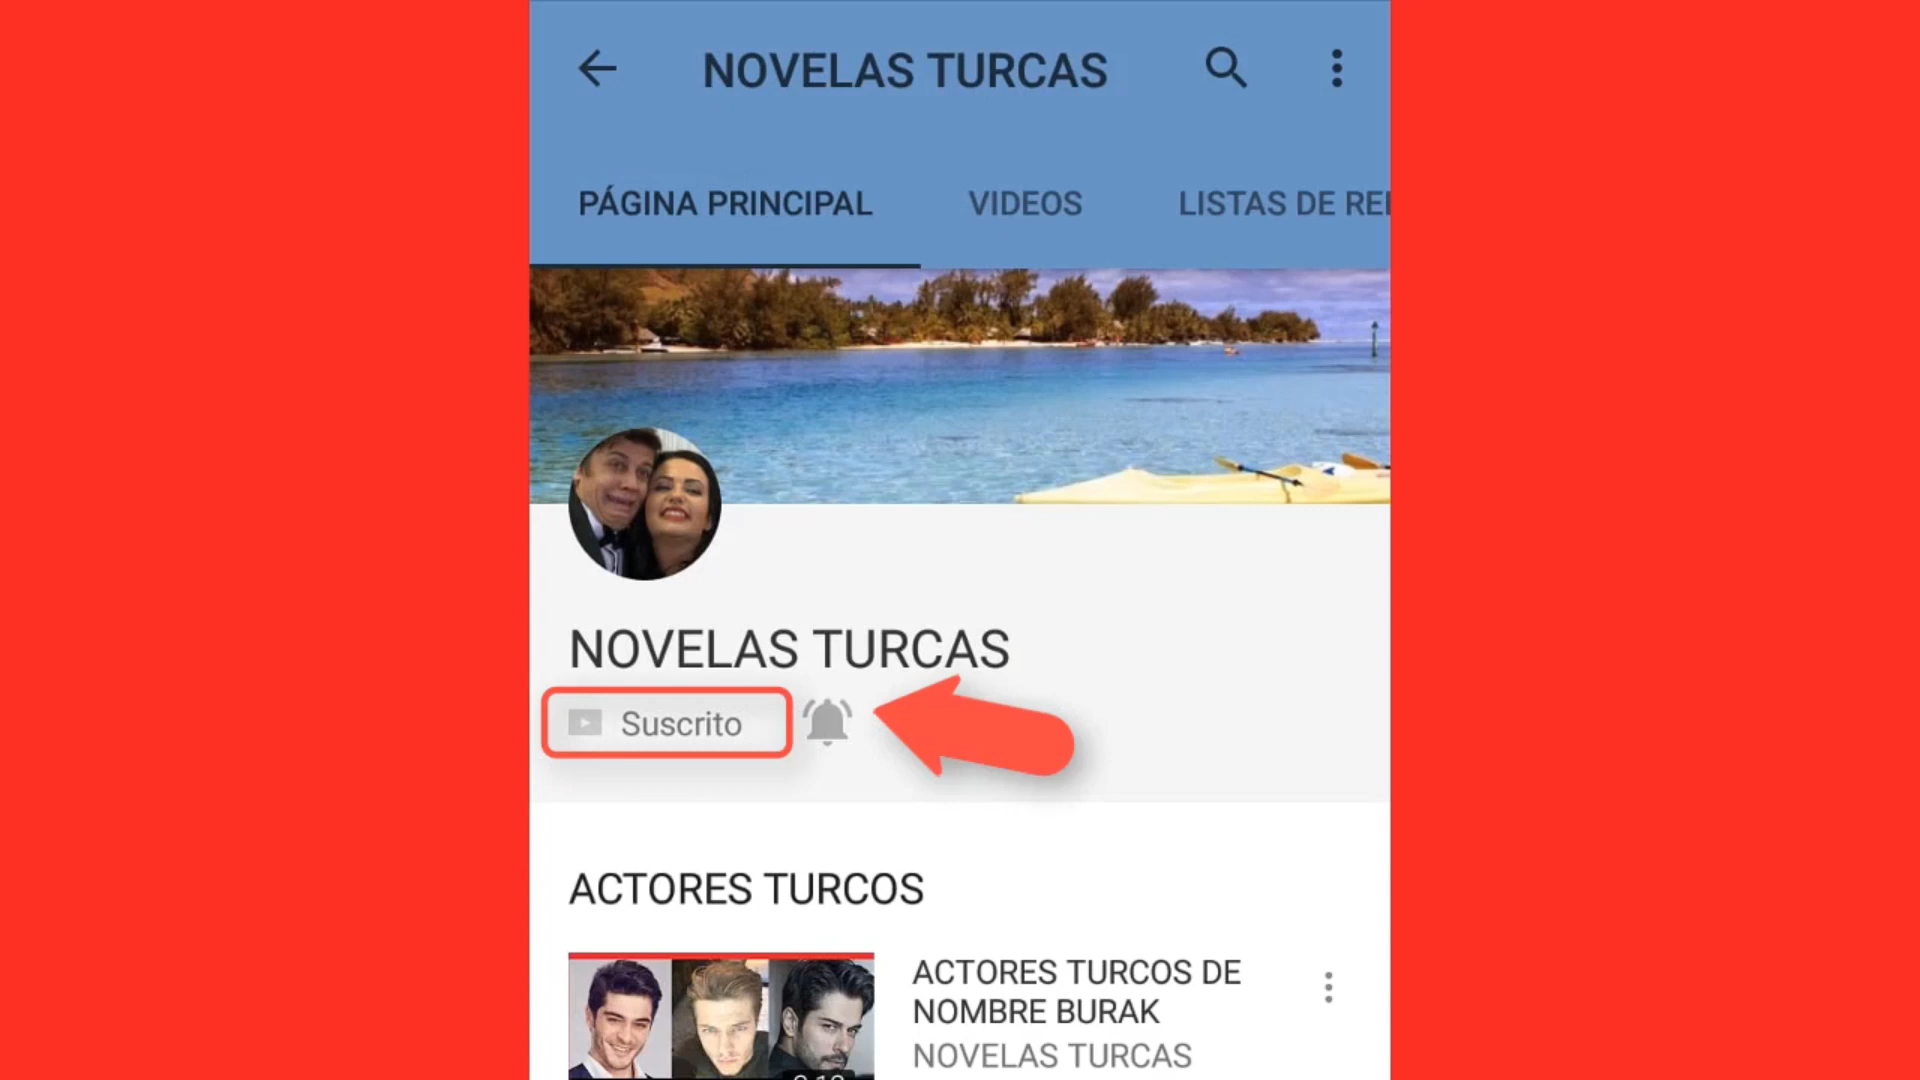 NOVELAS TURCAS
PÁGINA PRINCIPAL
VIDEOS
LISTAS DE
NOVELAS TURCAS
Suscrito
ACTORES TURCOS
ACTORES TURCOS DE
NOMBRE BURAK
NOVELAS TURCAS